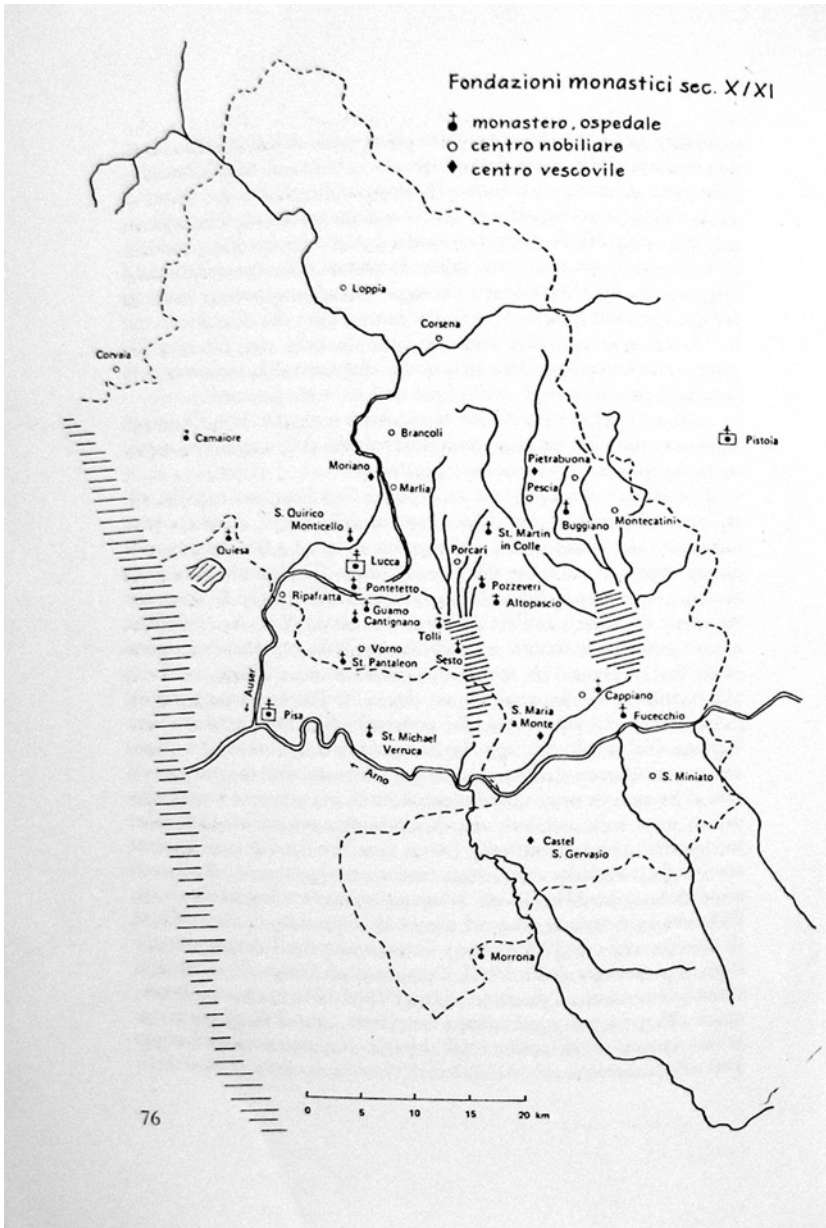 Fondazioni monastici sec. X/XI
monastero, ospedale
centro nobiliare
centro vescovile
Loppia
Corsena
Corvaia
Camaiore
Brancoli
Pistoia
Moriano
Pietrabuona
Marlia
Pescia
S. Quirico
Monticello
Buggiano
Montecatini
Quiesa
St. Martin
in Colle
Porcari
Lucca
Pontetetto
Pozzeveri
Ripafratta
Guamo
Altopascio
Cantignano
Tolli
Vorno
Sesto
St. Pantaleon
Auser
Cappiano
S. Maria
a Monte
Pisa
Fucecchio
St. Michael
Verruca
Arno
S. Miniato
Castel
S. Gervasio
Morrona
0 5 10 15 20 km
76